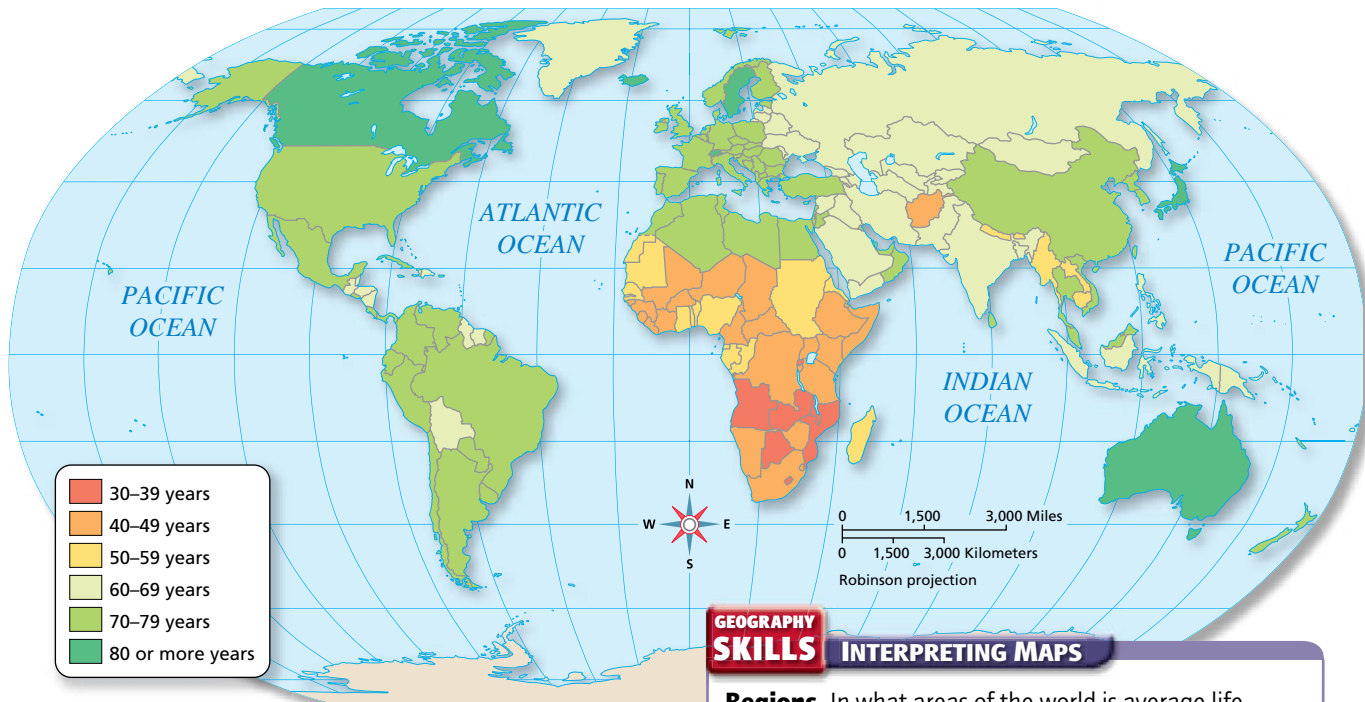 ATLANTIC
OCEAN
PACIFIC
OCEAN
PACIFIC
OCEAN
INDIAN
OCEAN
30–39 years
40–49 years
50–59 years
60–69 years
70–79 years
80 or more years
N
W E
S
0 1,500 3,000 Miles
0 1,500 3,000 Kilometers
Robinson projection
GEOGRAPHY
SKILLS INTERPRETING MAPS
Regions In what areas of the world is average life